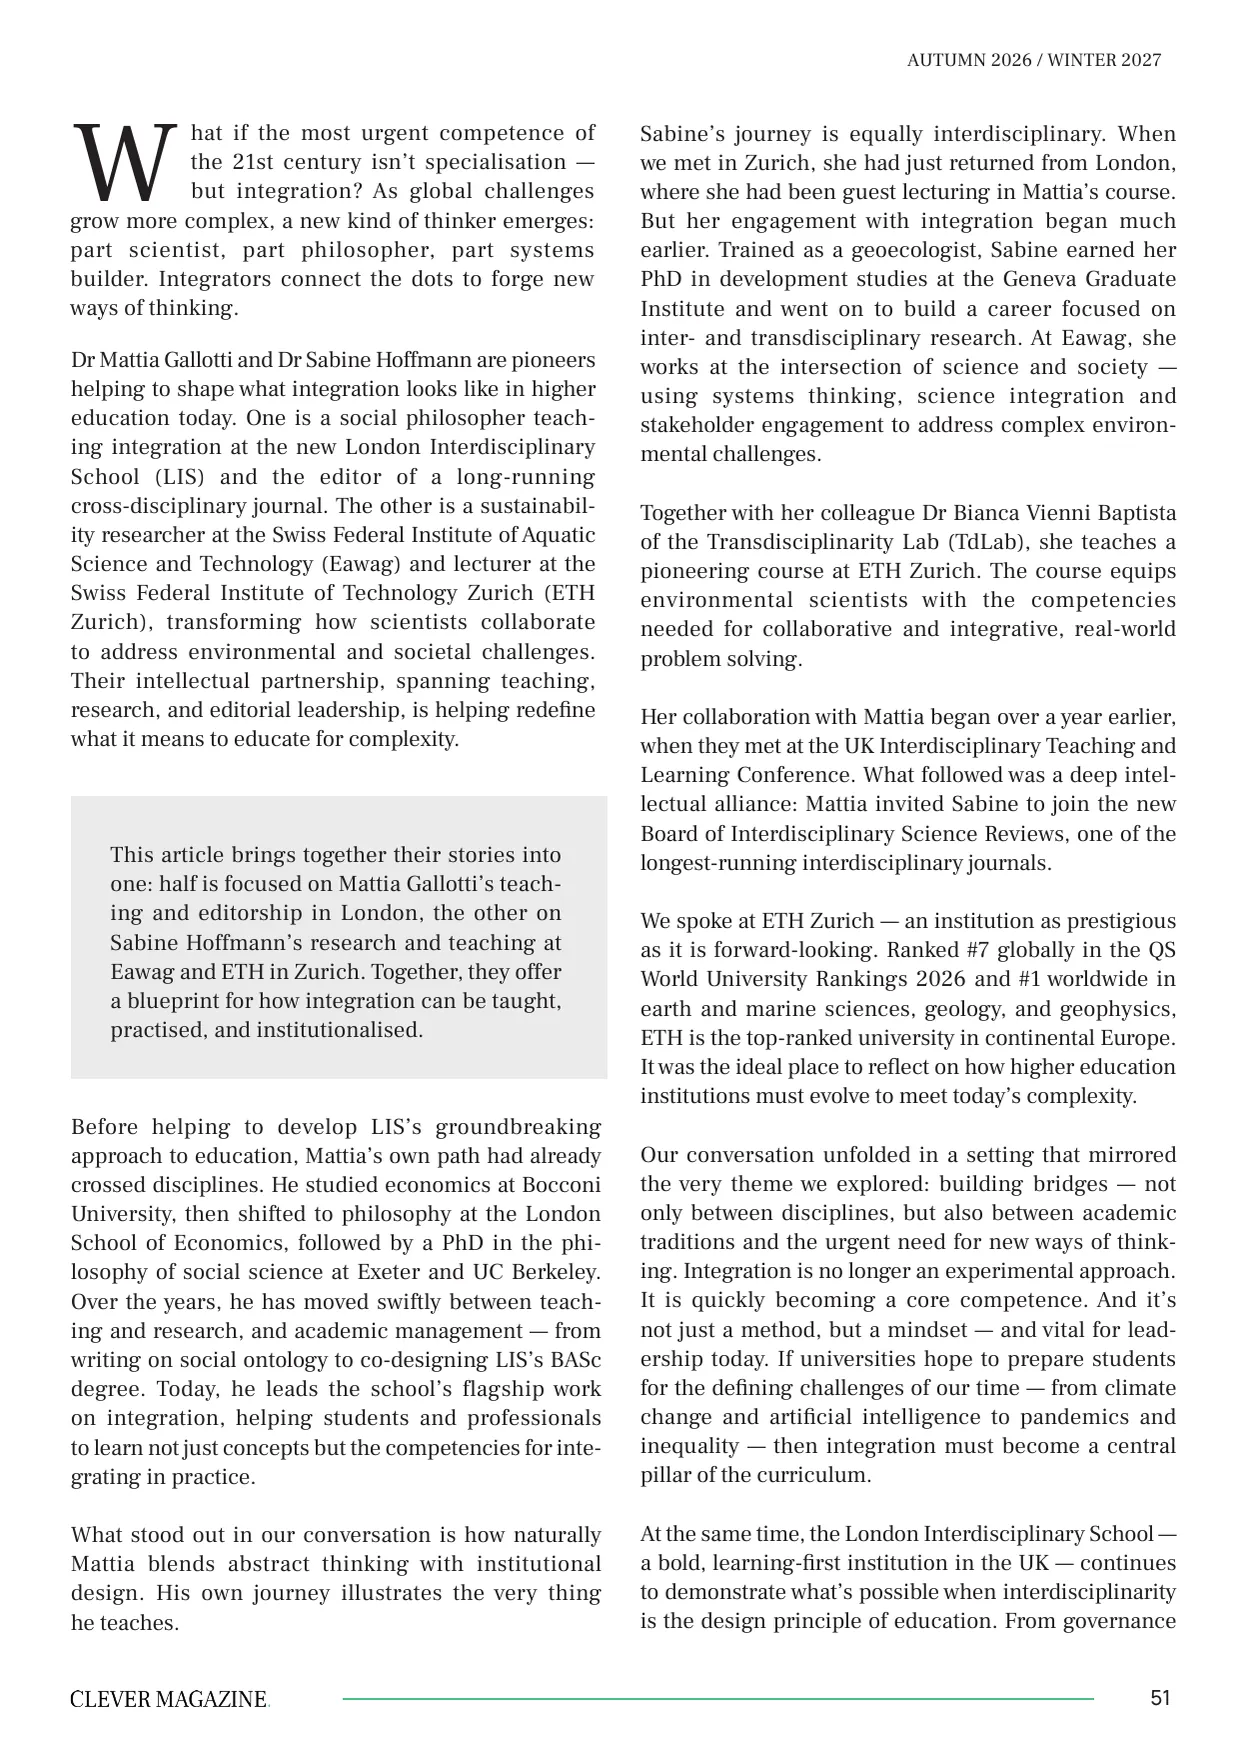 AUTUMN 2026 / WINTER 2027
What if the most urgent competence of
the 21st century isn’t specialisation —
but integration? As global challenges
grow more complex, a new kind of thinker emerges:
part scientist, part philosopher, part systems
builder. Integrators connect the dots to forge new
ways of thinking.
Dr Mattia Gallotti and Dr Sabine Hoffmann are pioneers
helping to shape what integration looks like in higher
education today. One is a social philosopher teach-
ing integration at the new London Interdisciplinary
School (LIS) and the editor of a long-running
cross-disciplinary journal. The other is a sustainabil-
ity researcher at the Swiss Federal Institute of Aquatic
Science and Technology (Eawag) and lecturer at the
Swiss Federal Institute of Technology Zurich (ETH
Zurich), transforming how scientists collaborate
to address environmental and societal challenges.
Their intellectual partnership, spanning teaching,
research, and editorial leadership, is helping redefine
what it means to educate for complexity.
This article brings together their stories into
one: half is focused on Mattia Gallotti’s teach-
ing and editorship in London, the other on
Sabine Hoffmann’s research and teaching at
Eawag and ETH in Zurich. Together, they offer
a blueprint for how integration can be taught,
practised, and institutionalised.
Before helping to develop LIS’s groundbreaking
approach to education, Mattia’s own path had already
crossed disciplines. He studied economics at Bocconi
University, then shifted to philosophy at the London
School of Economics, followed by a PhD in the phi-
losophy of social science at Exeter and UC Berkeley.
Over the years, he has moved swiftly between teach-
ing and research, and academic management — from
writing on social ontology to co-designing LIS’s BASc
degree. Today, he leads the school’s flagship work
on integration, helping students and professionals
to learn not just concepts but the competencies for inte-
grating in practice.
What stood out in our conversation is how naturally
Mattia blends abstract thinking with institutional
design. His own journey illustrates the very thing
he teaches.
Sabine’s journey is equally interdisciplinary. When
we met in Zurich, she had just returned from London,
where she had been guest lecturing in Mattia’s course.
But her engagement with integration began much
earlier. Trained as a geoecologist, Sabine earned her
PhD in development studies at the Geneva Graduate
Institute and went on to build a career focused on
inter- and transdisciplinary research. At Eawag, she
works at the intersection of science and society —
using systems thinking, science integration and
stakeholder engagement to address complex environ-
mental challenges.
Together with her colleague Dr Bianca Vienni Baptista
of the Transdisciplinarity Lab (TdLab), she teaches a
pioneering course at ETH Zurich. The course equips
environmental scientists with the competencies
needed for collaborative and integrative, real-world
problem solving.
Her collaboration with Mattia began over a year earlier,
when they met at the UK Interdisciplinary Teaching and
Learning Conference. What followed was a deep intel-
lectual alliance: Mattia invited Sabine to join the new
Board of Interdisciplinary Science Reviews, one of the
longest-running interdisciplinary journals.
We spoke at ETH Zurich — an institution as prestigious
as it is forward-looking. Ranked #7 globally in the QS
World University Rankings 2026 and #1 worldwide in
earth and marine sciences, geology, and geophysics,
ETH is the top-ranked university in continental Europe.
It was the ideal place to reflect on how higher education
institutions must evolve to meet today’s complexity.
Our conversation unfolded in a setting that mirrored
the very theme we explored: building bridges — not
only between disciplines, but also between academic
traditions and the urgent need for new ways of think-
ing. Integration is no longer an experimental approach.
It is quickly becoming a core competence. And it’s
not just a method, but a mindset — and vital for lead-
ership today. If universities hope to prepare students
for the defining challenges of our time — from climate
change and artificial intelligence to pandemics and
inequality — then integration must become a central
pillar of the curriculum.
At the same time, the London Interdisciplinary School —
a bold, learning-first institution in the UK — continues
to demonstrate what’s possible when interdisciplinarity
is the design principle of education. From governance
CLEVER MAGAZINE.
51